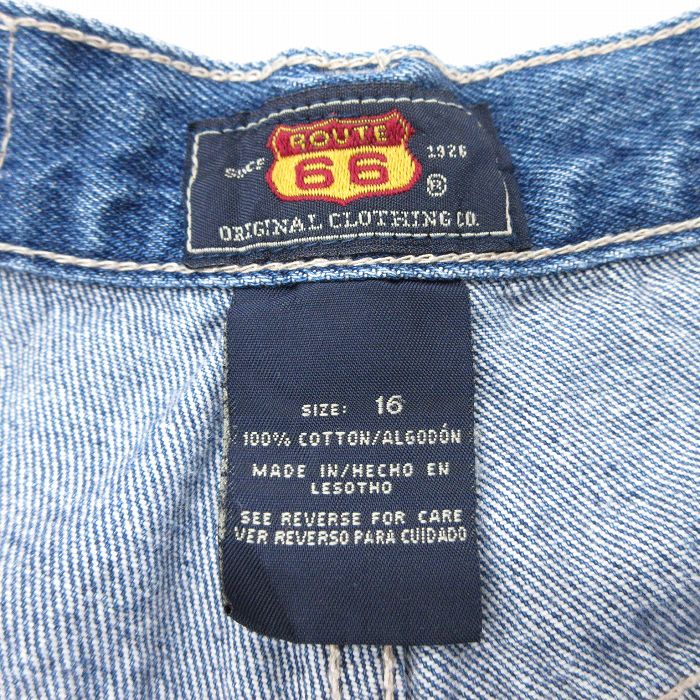 ROUTE
SINCE 66 1926
®
ORIGINAL CLOTHING CO.
SIZE: 16
100% COTTON/ALGODÓN
MADE IN/HECHO EN
LESOTHO
SEE REVERSE FOR CARE
VER REVERSO PARA CUIDADO